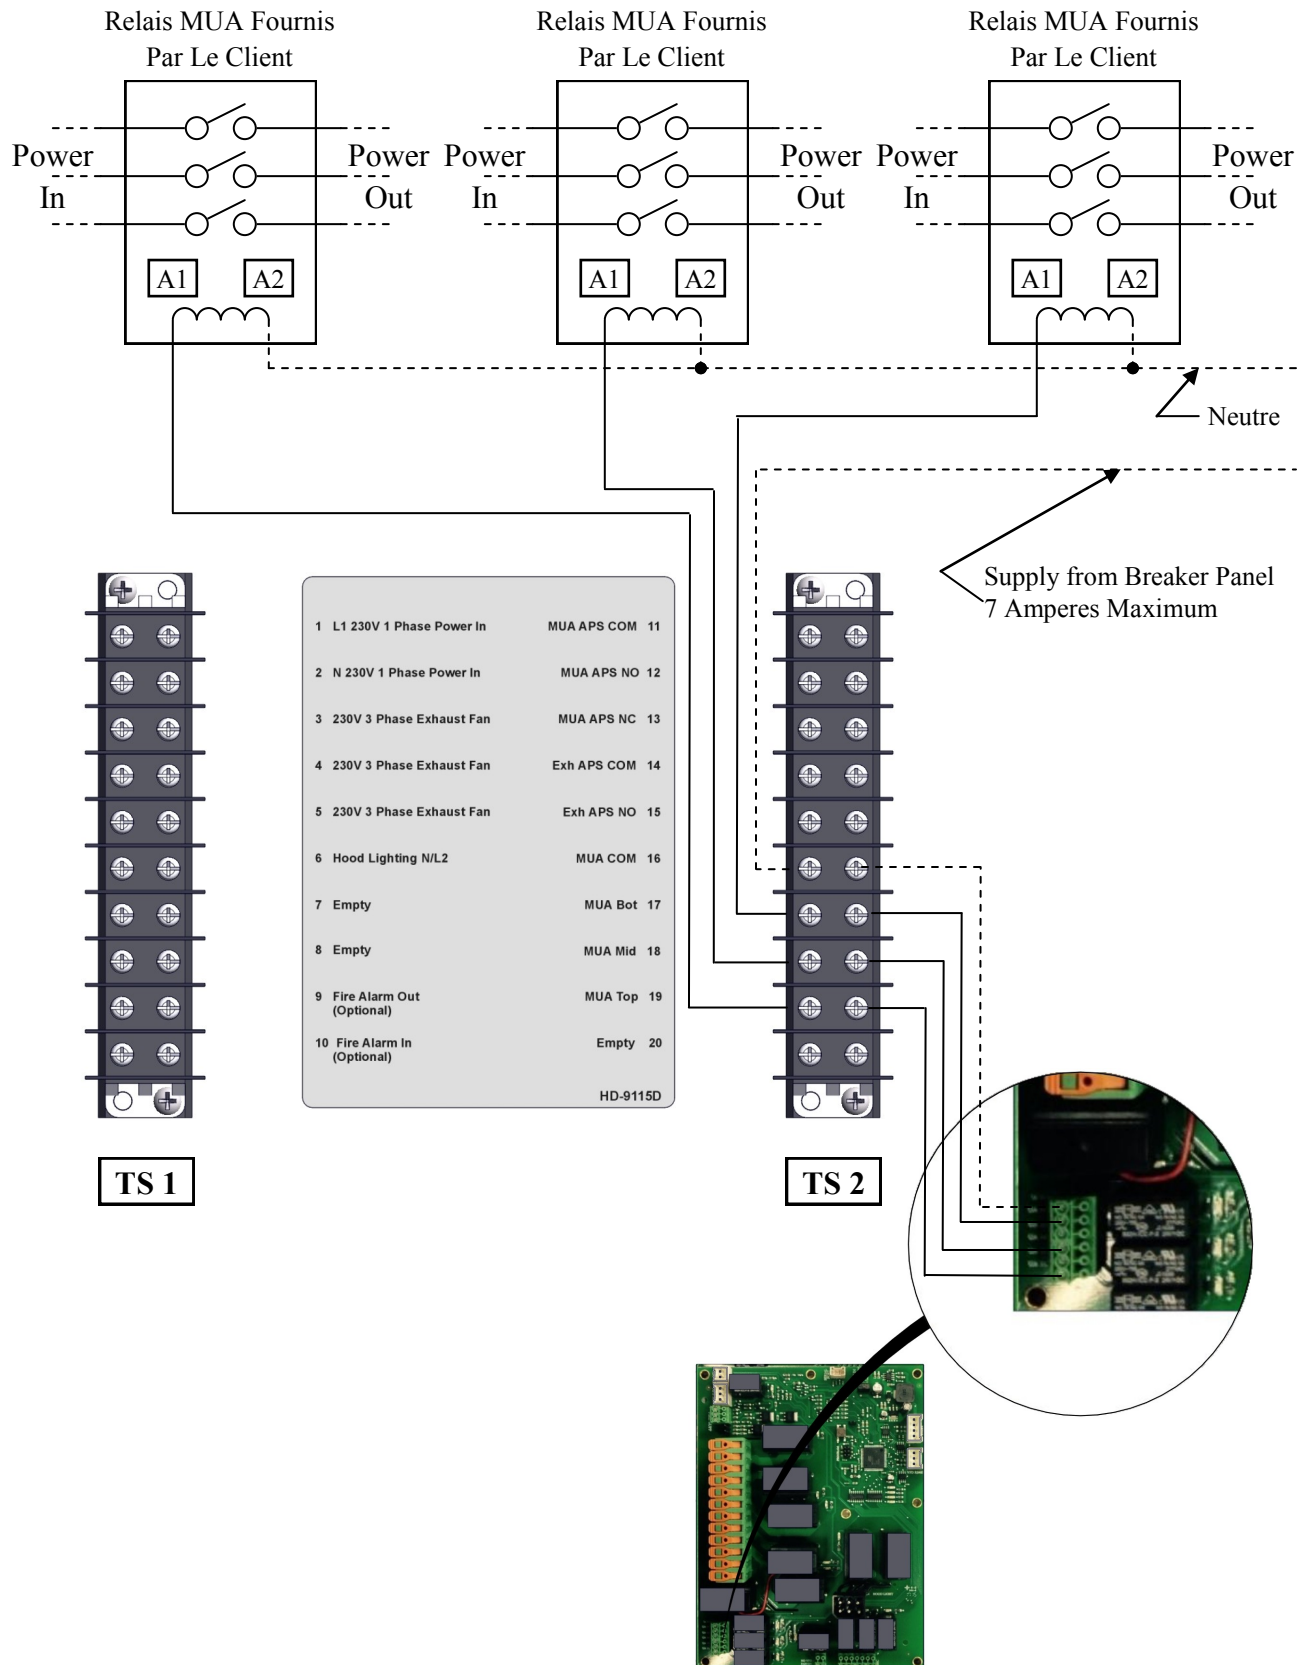 Relais MUA Fournis
Par Le Client
Relais MUA Fournis
Par Le Client
Relais MUA Fournis
Par Le Client
Power
In
Power
Out
Power
In
Power
Out
Power
In
Power
Out
A1
A2
A1
A2
A1
A2
Neutre
Supply from Breaker Panel
7 Amperes Maximum
1 L1 230V 1 Phase Power In
MUA APS COM 11
2 N 230V 1 Phase Power In
MUA APS NO 12
3 230V 3 Phase Exhaust Fan
MUA APS NC 13
4 230V 3 Phase Exhaust Fan
Exh APS COM 14
5 230V 3 Phase Exhaust Fan
Exh APS NO 15
6 Hood Lighting N/L2
MUA COM 16
7 Empty
MUA Bot 17
8 Empty
MUA Mid 18
9 Fire Alarm Out
(Optional)
MUA Top 19
10 Fire Alarm In
(Optional)
Empty 20
HD-9115D
TS 1
TS 2